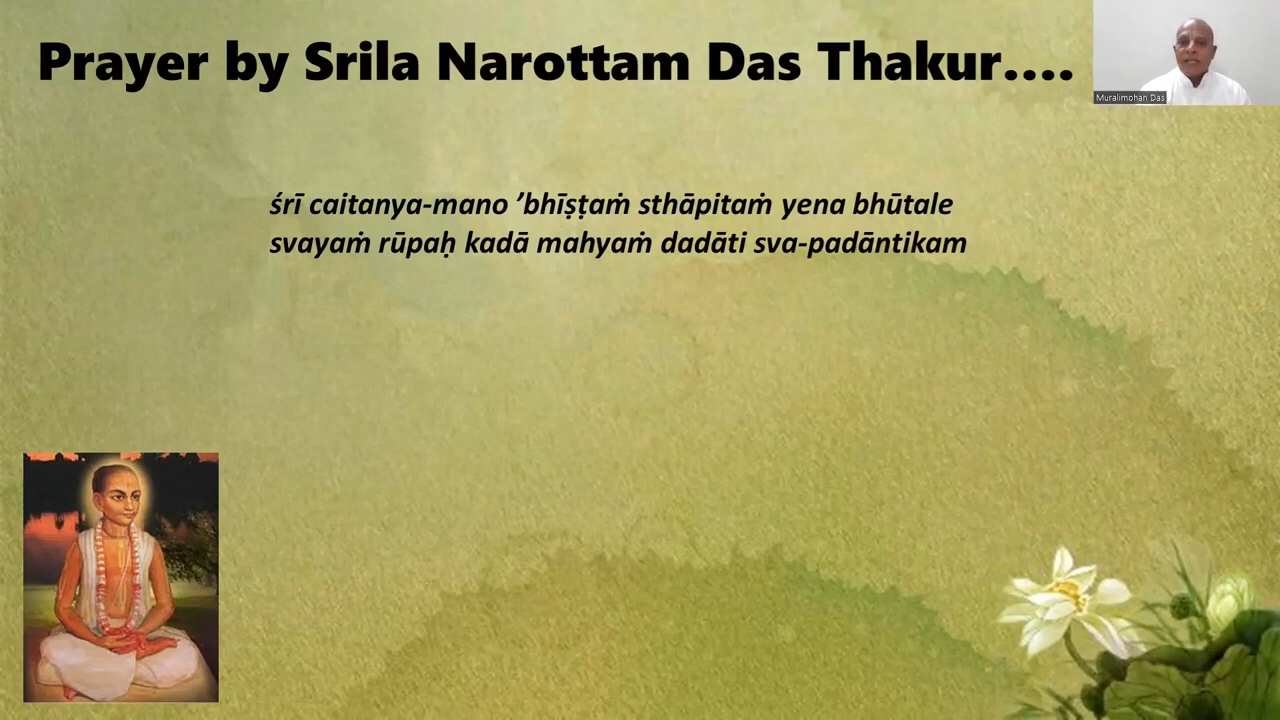 Prayer by Srila Narottam Das Thakur....
Muralimohan Das
śrī caitanya-mano ’bhīṣṭaṁ sthāpitaṁ yena bhūtale
svayaṁ rūpaḥ kadā mahyaṁ dadāti sva-padāntikam